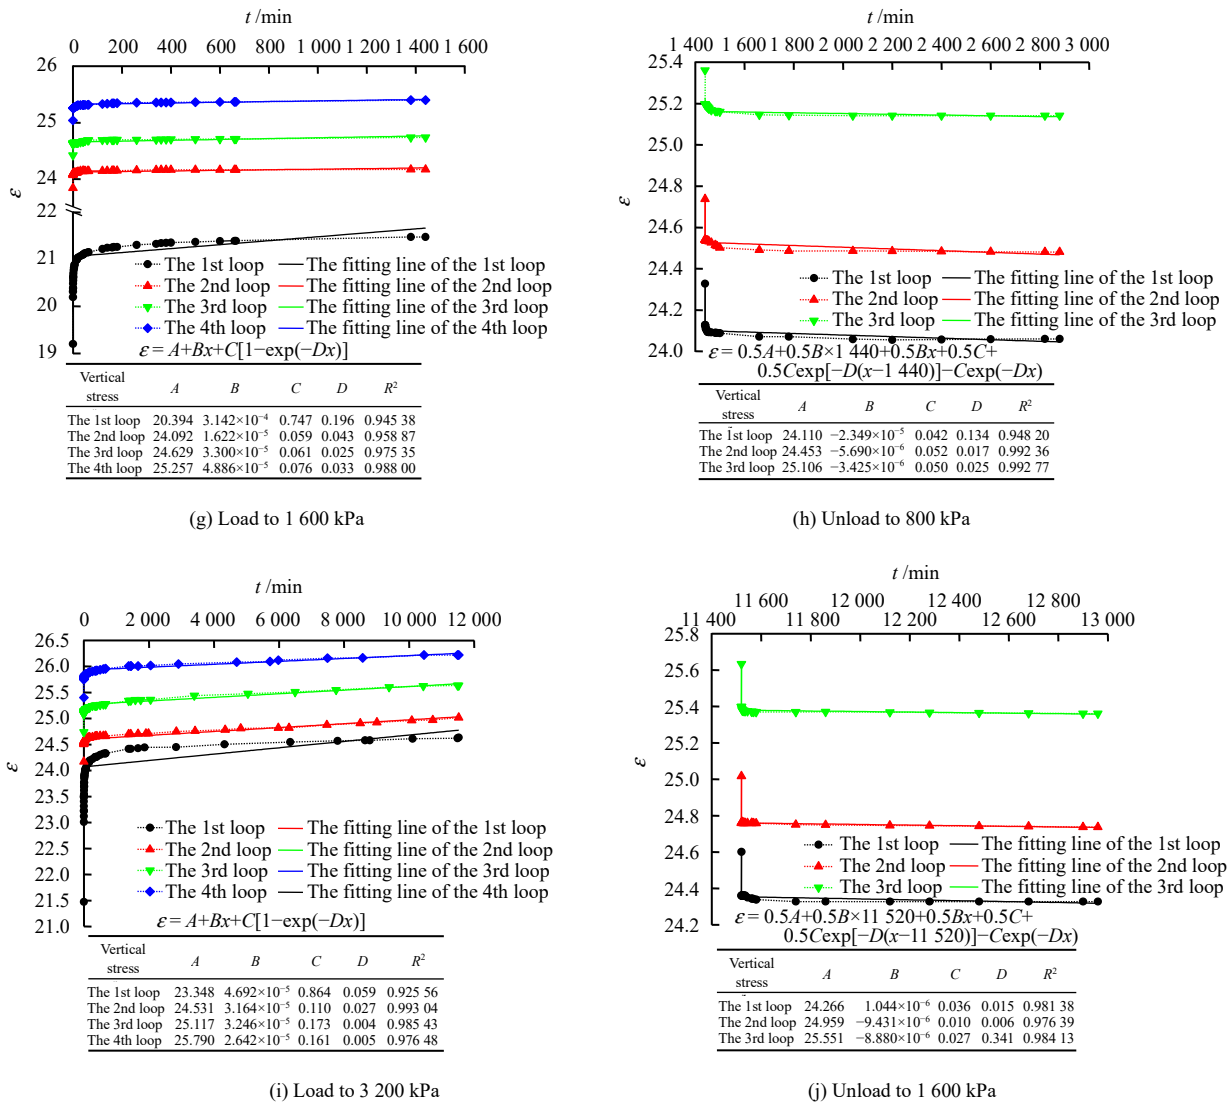 t /min
0 200 400 600 800 1 000 1 200 1 400 1 600
26
25
24
22
21
20
19
ε
The 1st loop The fitting line of the 1st loop
The 2nd loop The fitting line of the 2nd loop
The 3rd loop The fitting line of the 3rd loop
The 4th loop The fitting line of the 4th loop
ε = A+Bx+C[1−exp(−Dx)]
Vertical stress A B C D R²
The 1st loop 20.394 3.142×10⁻⁴ 0.747 0.196 0.945 38
The 2nd loop 24.092 1.622×10⁻⁵ 0.059 0.043 0.958 87
The 3rd loop 24.629 3.300×10⁻⁵ 0.061 0.025 0.975 35
The 4th loop 25.257 4.886×10⁻⁵ 0.076 0.033 0.988 00
(g) Load to 1 600 kPa
t /min
1 400 1 600 1 800 2 000 2 200 2 400 2 600 2 800 3 000
25.4
25.2
25.0
24.8
24.6
24.4
24.2
24.0
ε
The 1st loop The fitting line of the 1st loop
The 2nd loop The fitting line of the 2nd loop
The 3rd loop The fitting line of the 3rd loop
ε = 0.5A+0.5B×1 440+0.5Bx+0.5C+
0.5Cexp[−D(x−1 440)]−Cexp(−Dx)
Vertical stress A B C D R²
The 1st loop 24.110 −2.349×10⁻⁵ 0.042 0.134 0.948 20
The 2nd loop 24.453 −5.690×10⁻⁶ 0.052 0.017 0.992 36
The 3rd loop 25.106 −3.425×10⁻⁶ 0.050 0.025 0.992 77
(h) Unload to 800 kPa
t /min
0 2 000 4 000 6 000 8 000 10 000 12 000
26.5
26.0
25.5
25.0
24.5
24.0
23.5
23.0
22.5
22.0
21.5
21.0
ε
The 1st loop The fitting line of the 1st loop
The 2nd loop The fitting line of the 2nd loop
The 3rd loop The fitting line of the 3rd loop
The 4th loop The fitting line of the 4th loop
ε = A+Bx+C[1−exp(−Dx)]
Vertical stress A B C D R²
The 1st loop 23.348 4.692×10⁻⁵ 0.864 0.059 0.925 56
The 2nd loop 24.531 3.164×10⁻⁵ 0.110 0.027 0.993 04
The 3rd loop 25.117 3.246×10⁻⁵ 0.173 0.004 0.985 43
The 4th loop 25.790 2.642×10⁻⁵ 0.161 0.005 0.976 48
(i) Load to 3 200 kPa
t /min
11 600 12 000 12 400 12 800
11 400 11 800 12 200 12 600 13 000
25.8
25.6
25.4
25.2
25.0
24.8
24.6
24.4
24.2
ε
The 1st loop The fitting line of the 1st loop
The 2nd loop The fitting line of the 2nd loop
The 3rd loop The fitting line of the 3rd loop
ε = 0.5A+0.5B×11 520+0.5Bx+0.5C+
0.5Cexp[−D(x−11 520)]−Cexp(−Dx)
Vertical stress A B C D R²
The 1st loop 24.266 1.044×10⁻⁶ 0.036 0.015 0.981 38
The 2nd loop 24.959 −9.431×10⁻⁶ 0.010 0.006 0.976 39
The 3rd loop 25.551 −8.880×10⁻⁶ 0.027 0.341 0.984 13
(j) Unload to 1 600 kPa